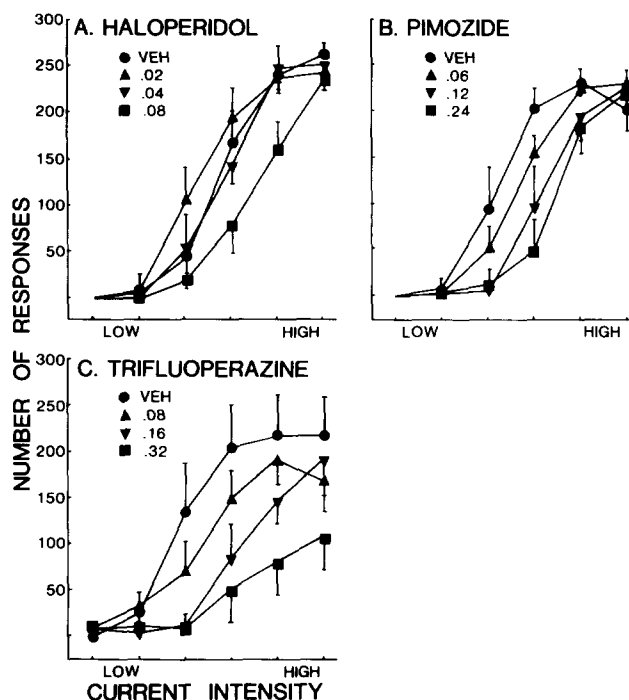 A. HALOPERIDOL
VEH
.02
.04
.08
300
250
200
150
100
50
LOW HIGH
B. PIMOZIDE
VEH
.06
.12
.24
LOW HIGH
C. TRIFLUOPERAZINE
VEH
.08
.16
.32
300
250
200
150
100
50
LOW HIGH
NUMBER OF RESPONSES
CURRENT INTENSITY